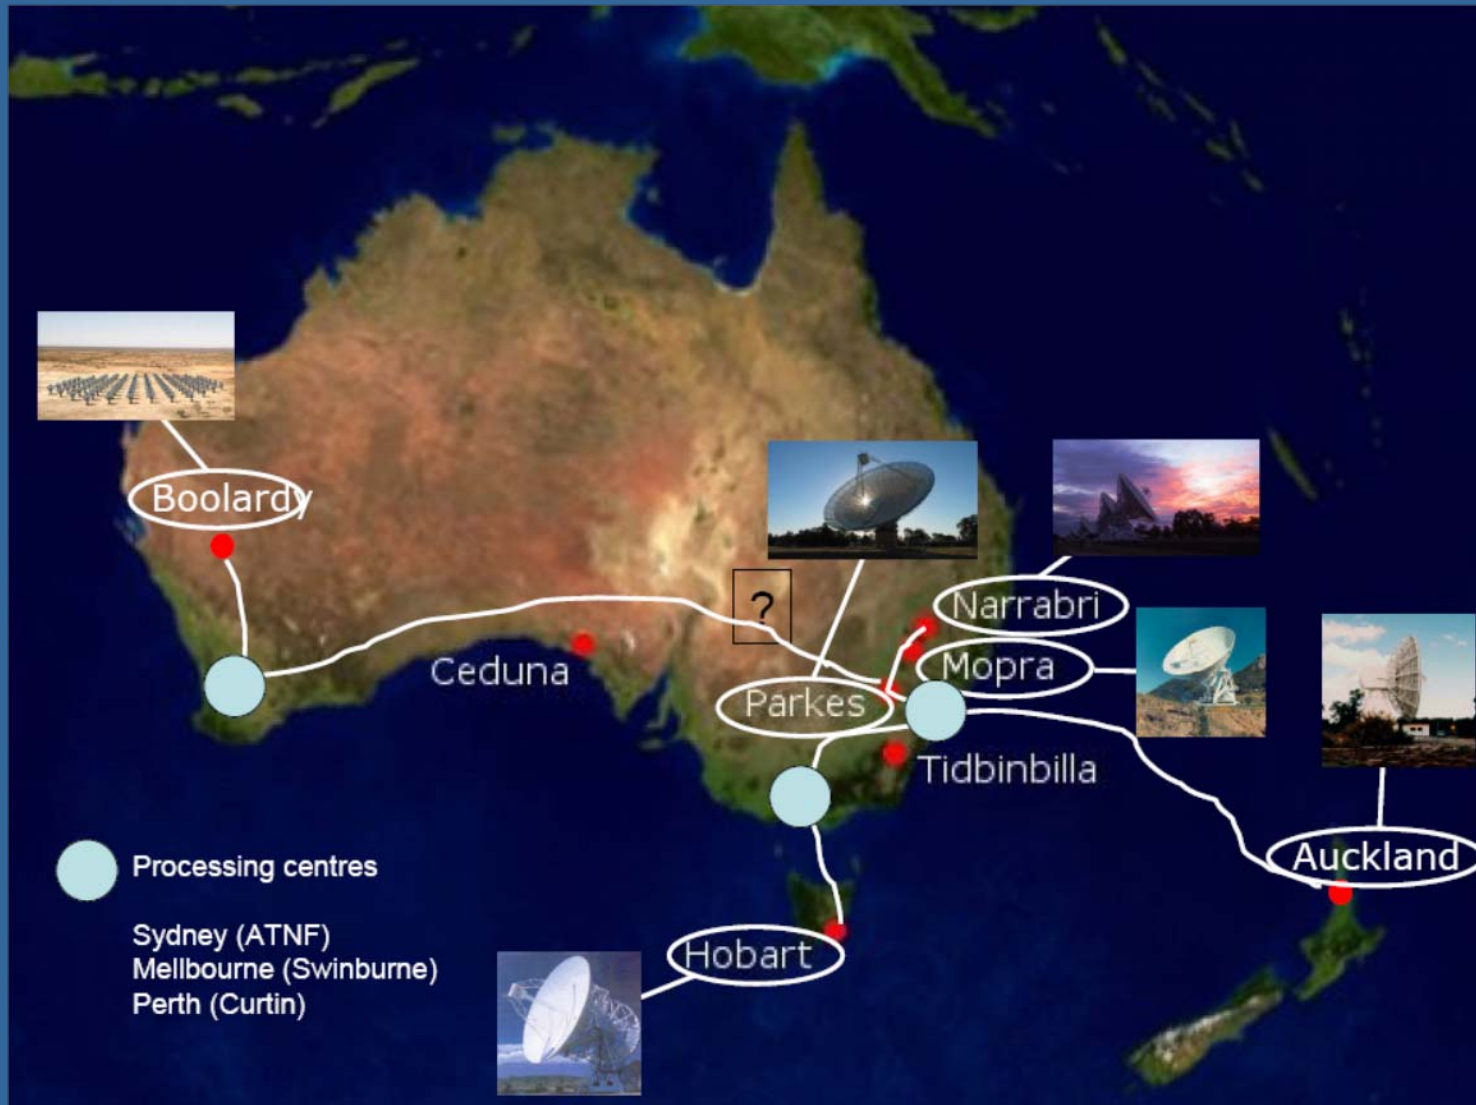 Boolardy
?
Narrabri
Ceduna
Mopra
Parkes
Tidbinbilla
Auckland
Hobart
Processing centres
Sydney (ATNF)
Mellbourne (Swinburne)
Perth (Curtin)